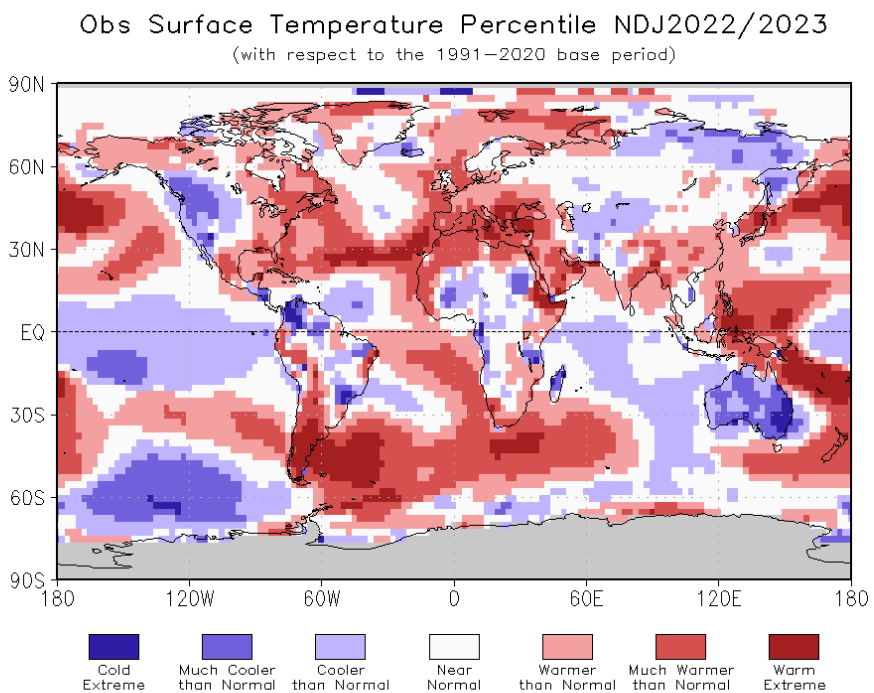 Obs Surface Temperature Percentile NDJ2022/2023
(with respect to the 1991−2020 base period)
90N
60N
30N
EQ
30S
60S
90S
180 120W 60W 0 60E 120E 180
Cold Extreme
Much Cooler than Normal
Cooler than Normal
Near Normal
Warmer than Normal
Much Warmer than Normal
Warm Extreme